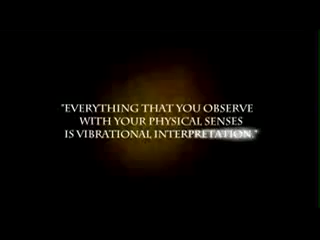 "EVERYTHING THAT YOU OBSERVE
WITH YOUR PHYSICAL SENSES
IS VIBRATIONAL INTERPRETATION."